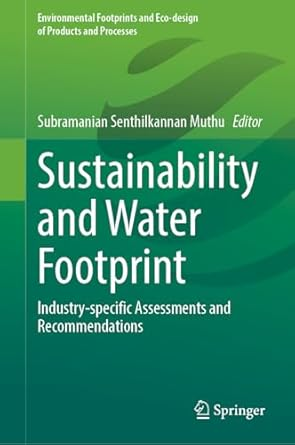 Environmental Footprints and Eco-design
of Products and Processes
Subramanian Senthilkannan Muthu Editor
Sustainability
and Water
Footprint
Industry-specific Assessments and
Recommendations
Springer